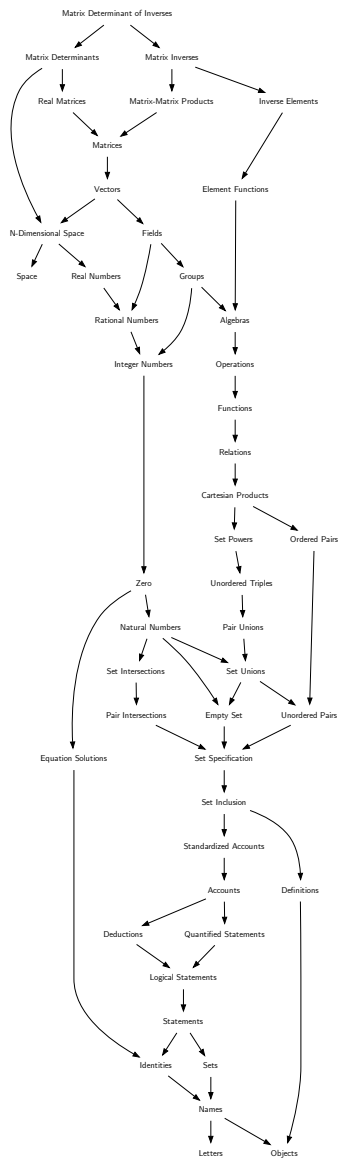 Matrix Determinant of Inverses
Matrix Determinants
Matrix Inverses
Real Matrices
Matrix-Matrix Products
Inverse Elements
Matrices
Vectors
Element Functions
N-Dimensional Space
Fields
Space
Real Numbers
Groups
Rational Numbers
Algebras
Integer Numbers
Operations
Functions
Relations
Cartesian Products
Set Powers
Ordered Pairs
Zero
Unordered Triples
Natural Numbers
Pair Unions
Set Intersections
Set Unions
Pair Intersections
Empty Set
Unordered Pairs
Equation Solutions
Set Specification
Set Inclusion
Standardized Accounts
Accounts
Definitions
Deductions
Quantified Statements
Logical Statements
Statements
Identities
Sets
Names
Letters
Objects